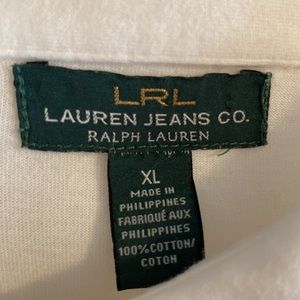 LRL
LAUREN JEANS CO.
RALPH LAUREN
XL
MADE IN
PHILIPPINES
FABRIQUÉ AUX
PHILIPPINES
100% COTTON/
COTON